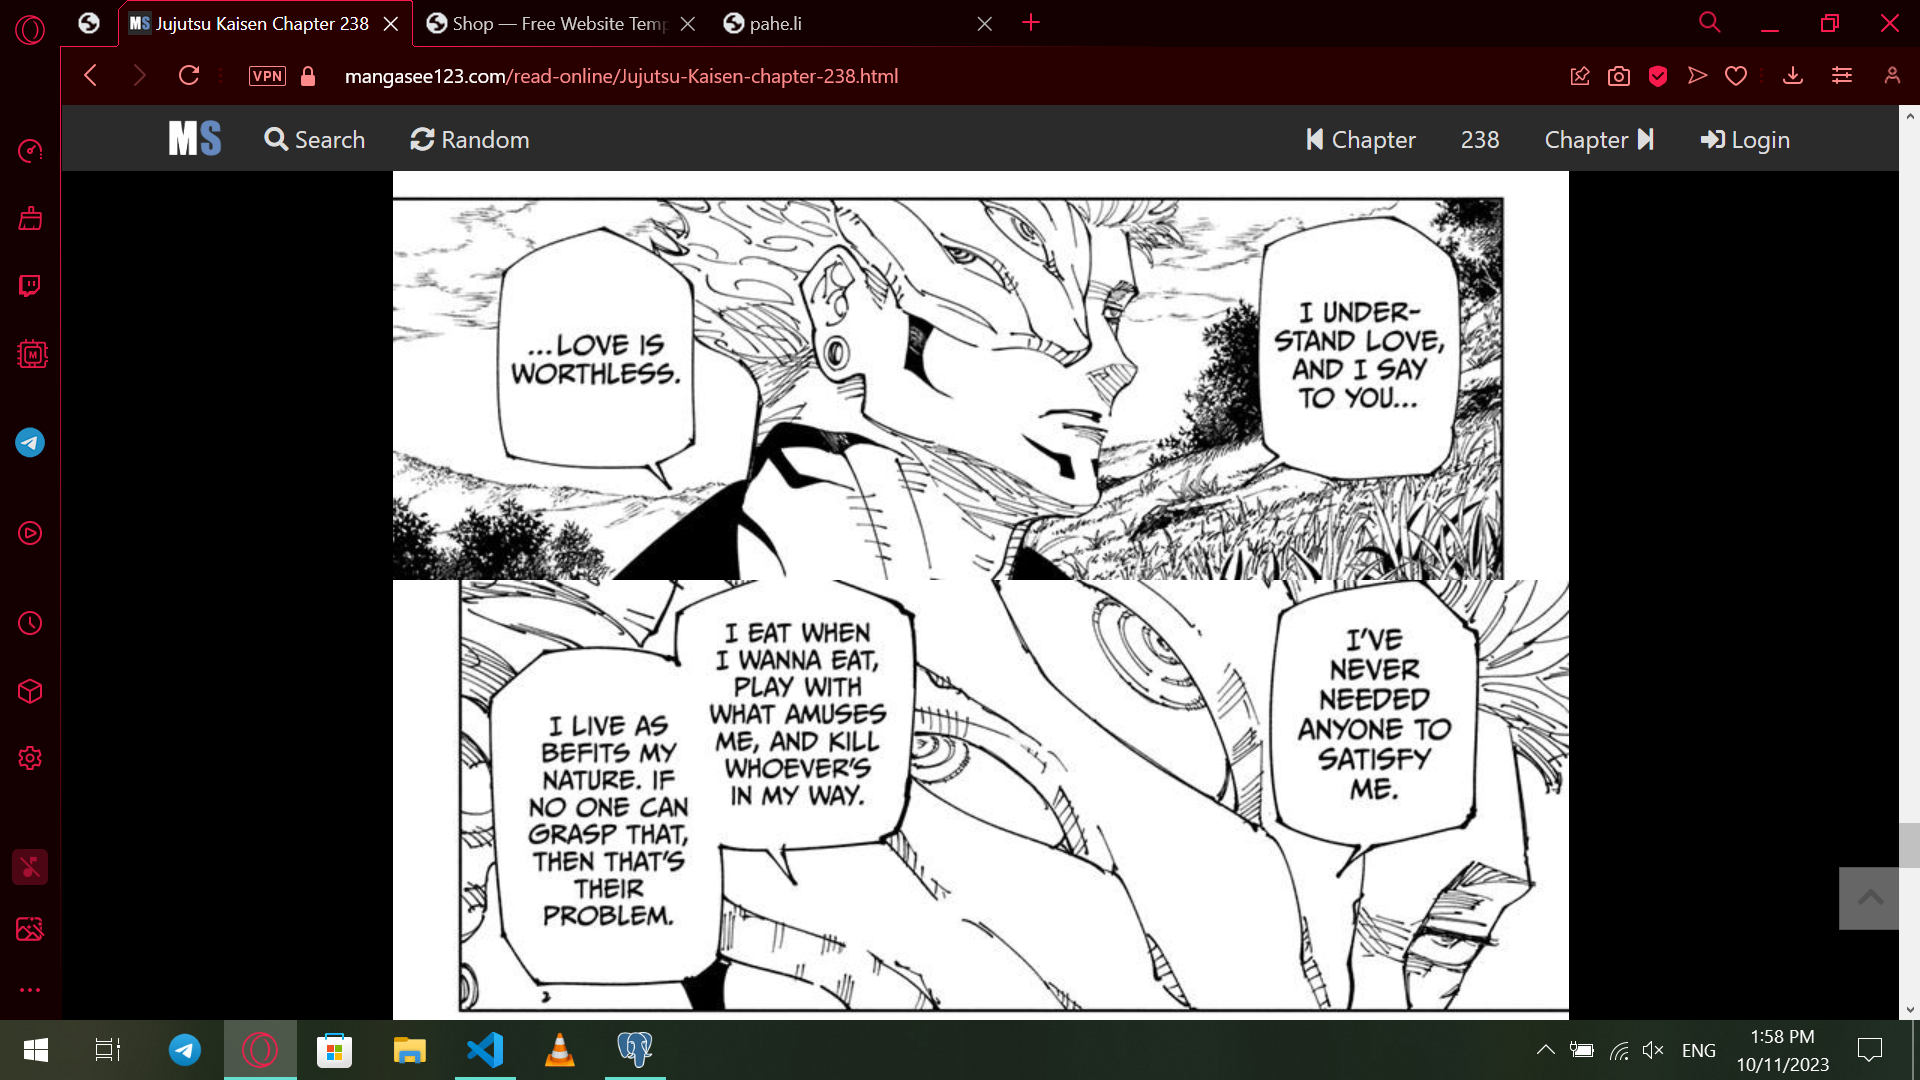 Jujutsu Kaisen Chapter 238
Shop — Free Website Temp
pahe.li
VPN
mangasee123.com/read-online/Jujutsu-Kaisen-chapter-238.html
MS
Search
Random
Chapter
238
Chapter
Login
I UNDER-
STAND LOVE,
AND I SAY
TO YOU...
...LOVE IS
WORTHLESS.
I'VE
NEVER
NEEDED
ANYONE TO
SATISFY
ME.
I EAT WHEN
I WANNA EAT,
PLAY WITH
WHAT AMUSES
ME, AND KILL
WHOEVER'S
IN MY WAY.
I LIVE AS
BEFITS MY
NATURE. IF
NO ONE CAN
GRASP THAT,
THEN THAT'S
THEIR
PROBLEM.
ENG
1:58 PM
10/11/2023